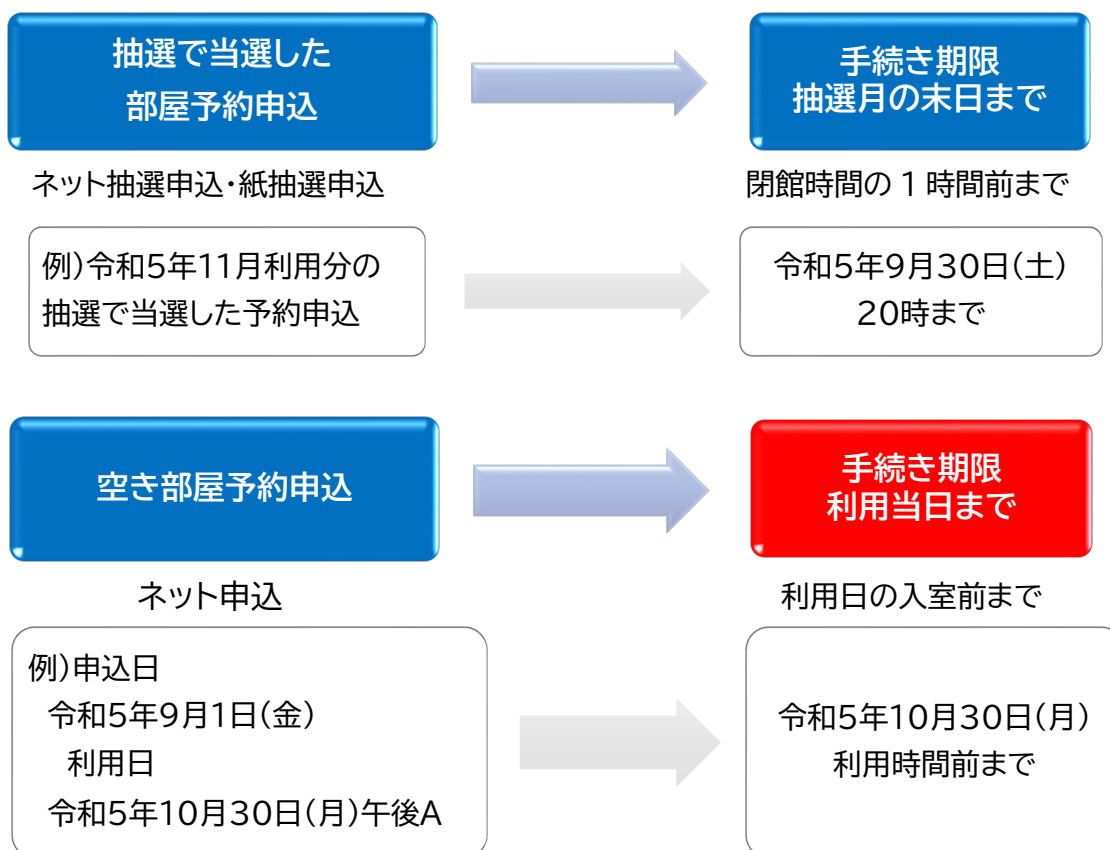 抽選で当選した
部屋予約申込
手続き期限
抽選月の末日まで
ネット抽選申込・紙抽選申込
閉館時間の1時間前まで
例)令和5年11月利用分の
抽選で当選した予約申込
令和5年9月30日(土)
20時まで
空き部屋予約申込
手続き期限
利用当日まで
ネット申込
利用日の入室前まで
例)申込日
令和5年9月1日(金)
利用日
令和5年10月30日(月)午後A
令和5年10月30日(月)
利用時間前まで